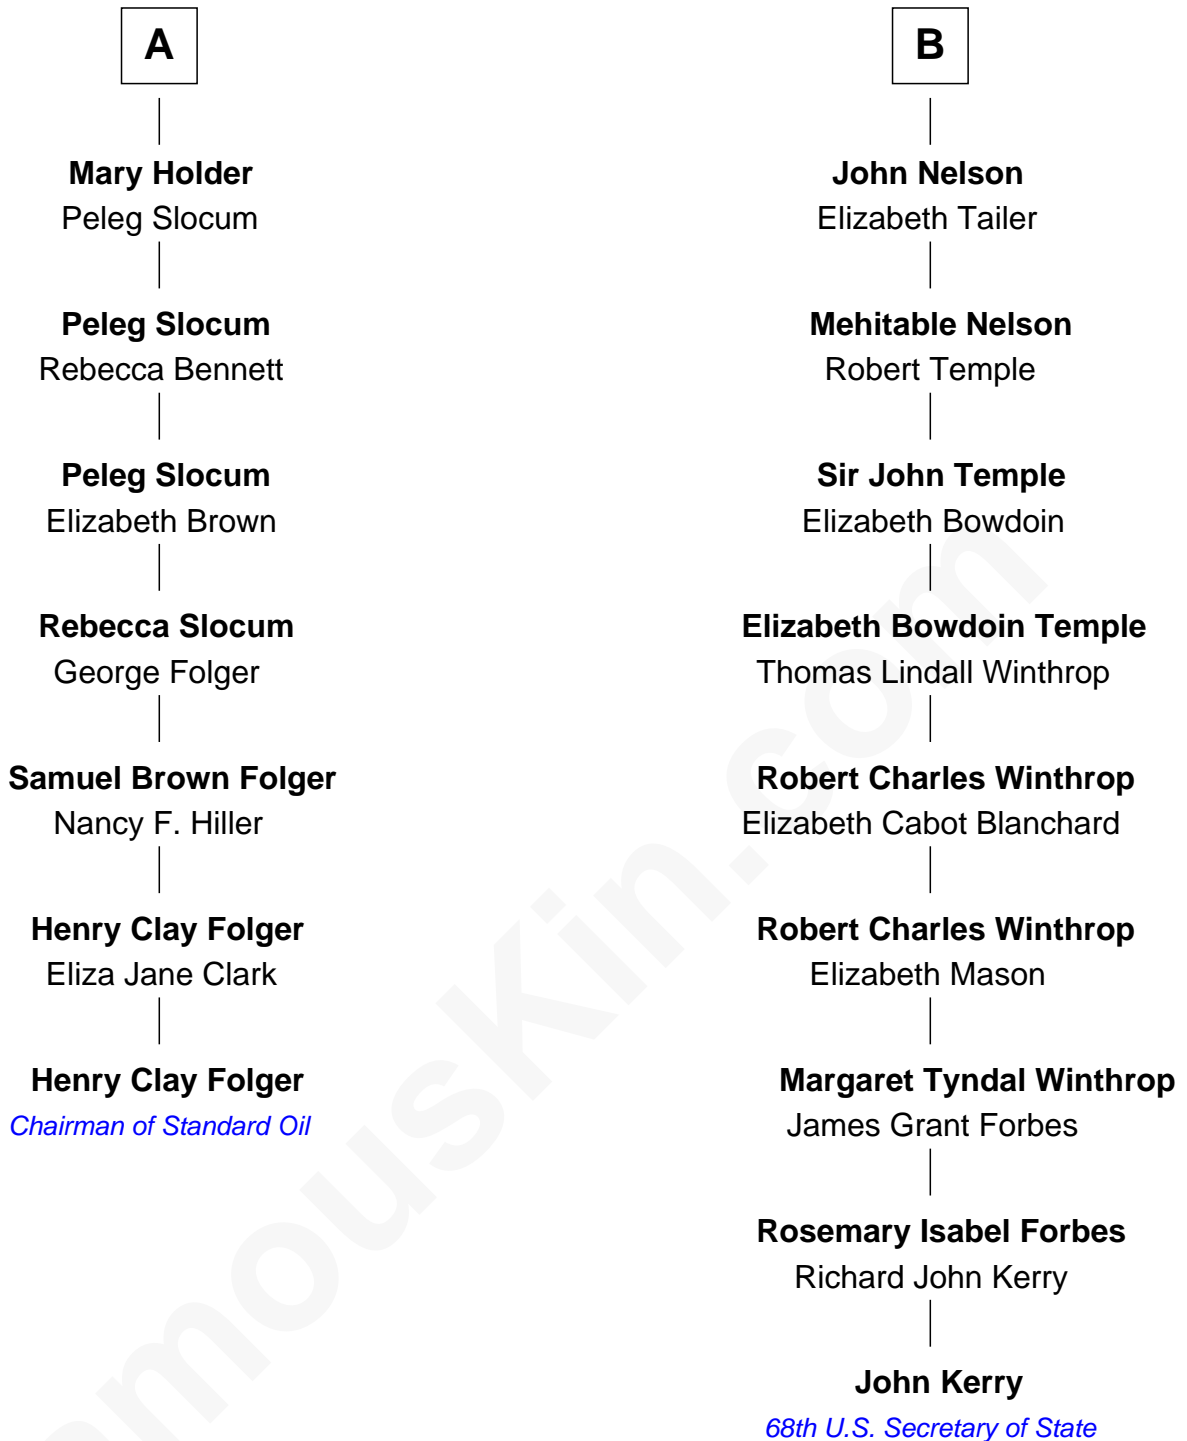 A
Mary Holder
Peleg Slocum
Peleg Slocum
Rebecca Bennett
Peleg Slocum
Elizabeth Brown
Rebecca Slocum
George Folger
Samuel Brown Folger
Nancy F. Hiller
Henry Clay Folger
Eliza Jane Clark
Henry Clay Folger
Chairman of Standard Oil
B
John Nelson
Elizabeth Tailer
Mehitable Nelson
Robert Temple
Sir John Temple
Elizabeth Bowdoin
Elizabeth Bowdoin Temple
Thomas Lindall Winthrop
Robert Charles Winthrop
Elizabeth Cabot Blanchard
Robert Charles Winthrop
Elizabeth Mason
Margaret Tyndal Winthrop
James Grant Forbes
Rosemary Isabel Forbes
Richard John Kerry
John Kerry
68th U.S. Secretary of State
amouskin.com